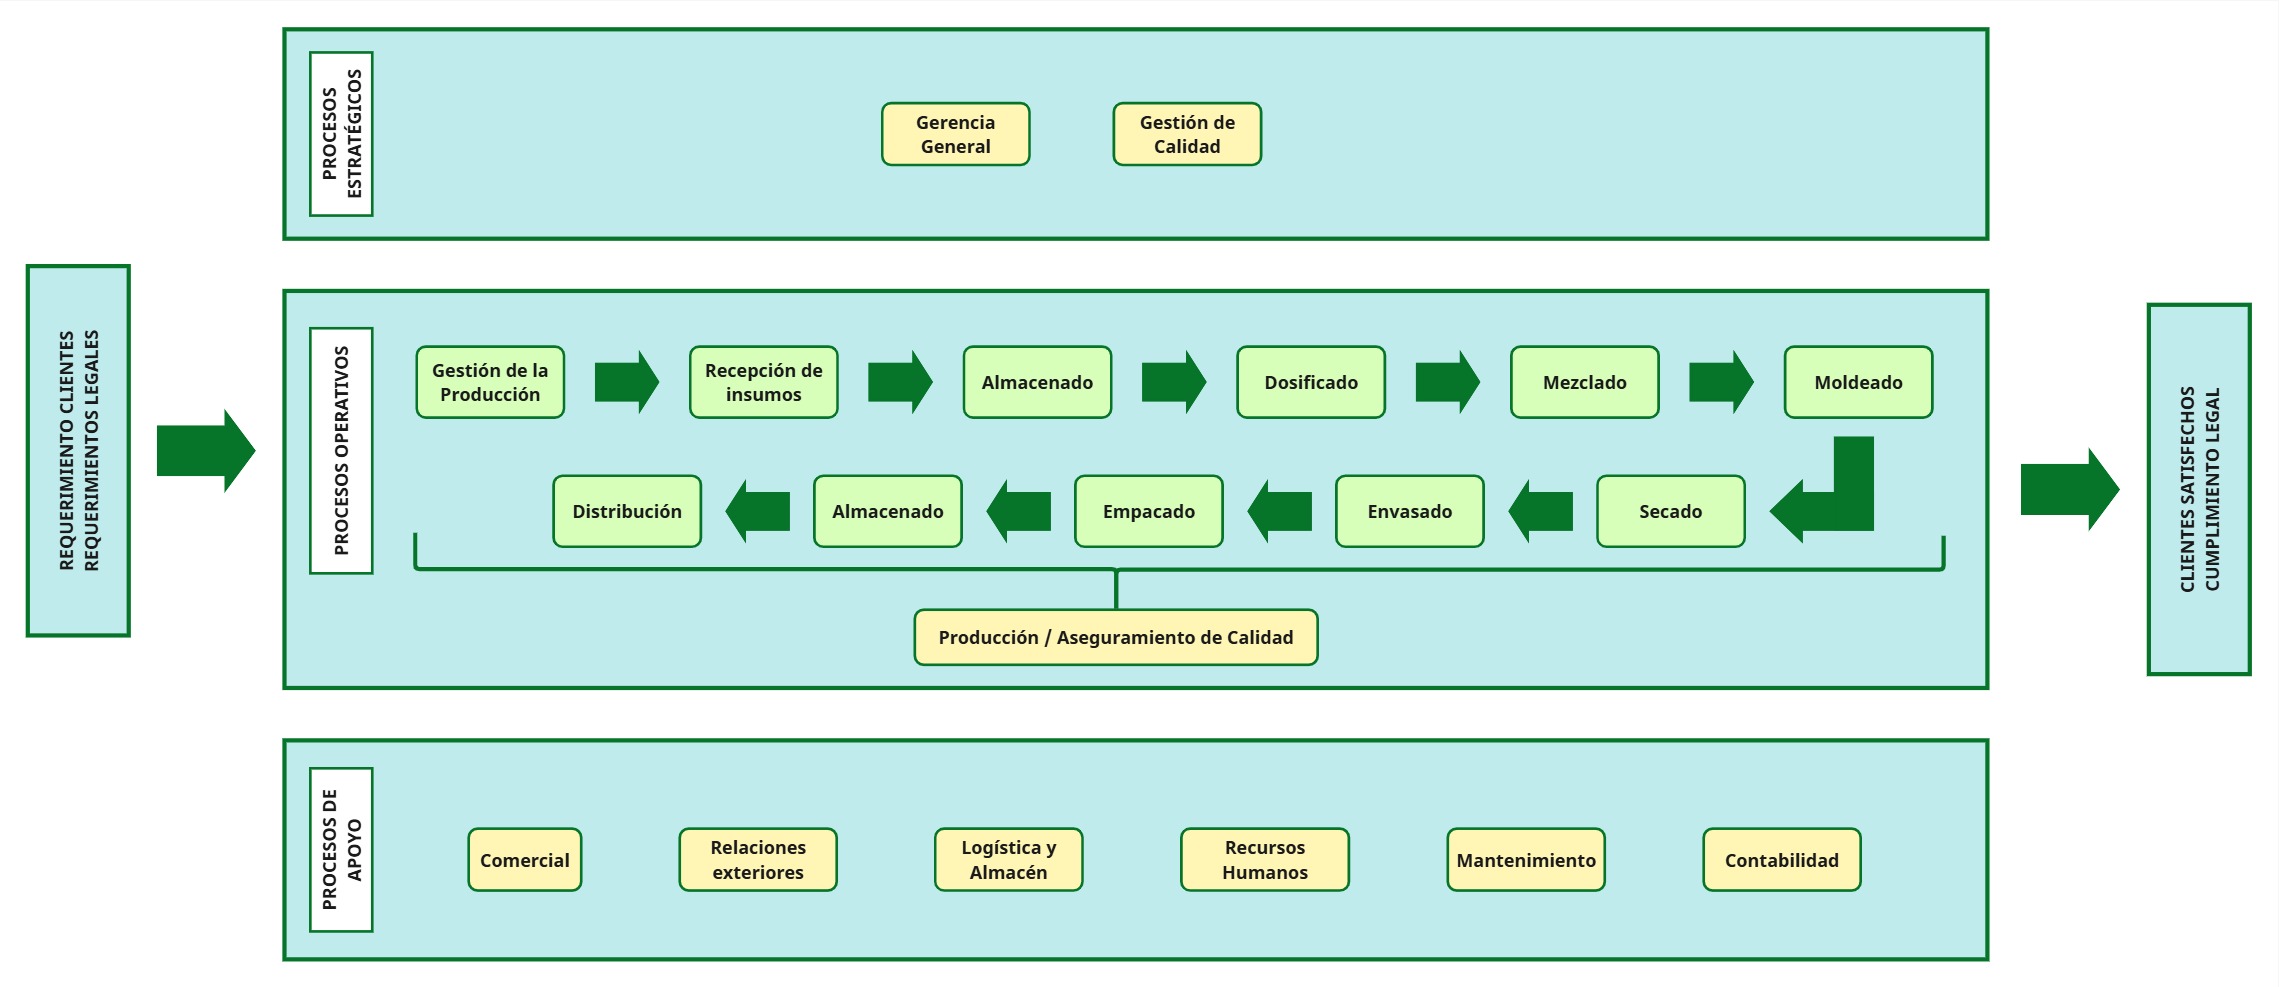 PROCESOS
ESTRATÉGICOS
Gerencia
General
Gestión de
Calidad
REQUERIMIENTO CLIENTES
REQUERIMIENTOS LEGALES
PROCESOS OPERATIVOS
Gestión de la
Producción
Recepción de
insumos
Almacenado
Dosificado
Mezclado
Moldeado
Distribución
Almacenado
Empacado
Envasado
Secado
Producción / Aseguramiento de Calidad
CLIENTES SATISFECHOS
CUMPLIMIENTO LEGAL
PROCESOS DE
APOYO
Comercial
Relaciones
exteriores
Logística y
Almacén
Recursos
Humanos
Mantenimiento
Contabilidad